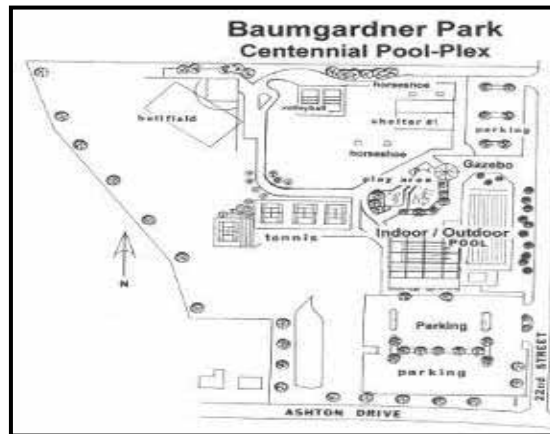 Baumgardner Park
Centennial Pool-Plex
horseshoe
volleyball
ballfield
shelter #1
parking
horseshoe
Gazebo
play area
tennis
Indoor / Outdoor
POOL
N
Parking
parking
22nd STREET
ASHTON DRIVE